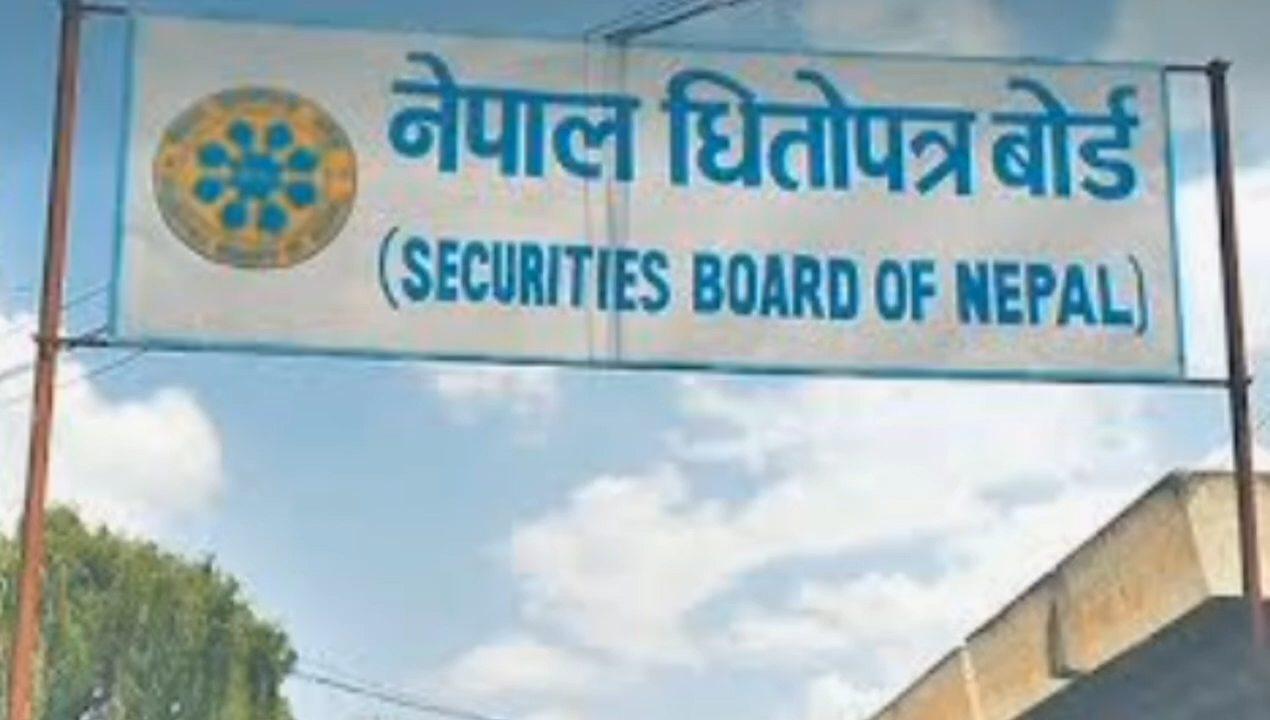 नेपाल धितोपत्र बोर्ड
(SECURITIES BOARD OF NEPAL)